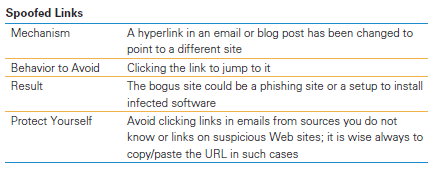 Spoofed Links
Mechanism A hyperlink in an email or blog post has been changed to
point to a different site
Behavior to Avoid Clicking the link to jump to it
Result The bogus site could be a phishing site or a setup to install
infected software
Protect Yourself Avoid clicking links in emails from sources you do not
know or links on suspicious Web sites; it is wise always to
copy/paste the URL in such cases